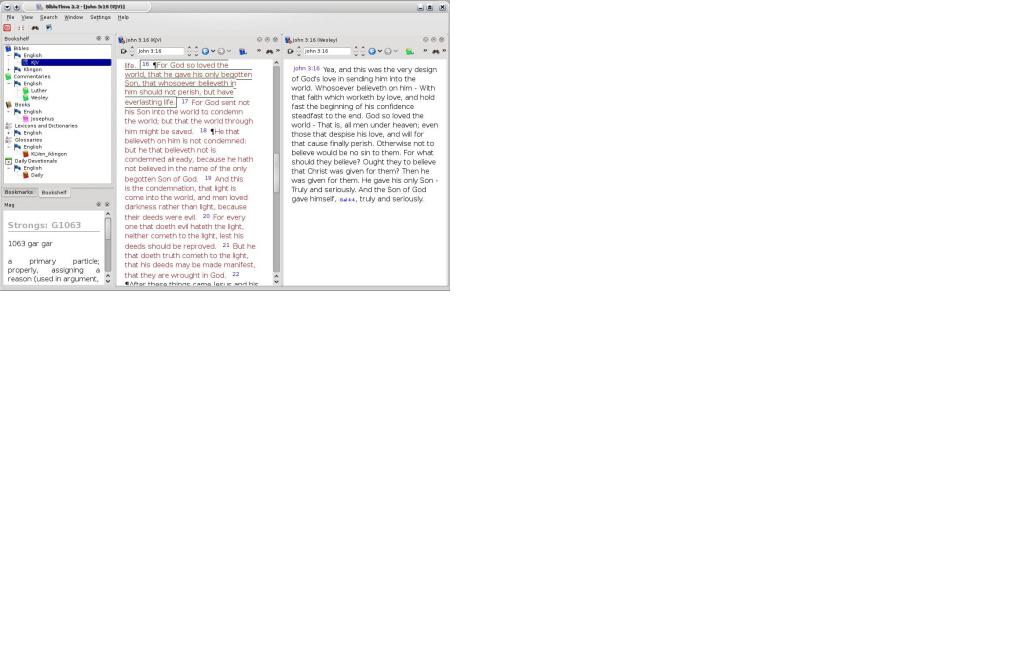 BibleTime 2.2 - [John 3:16 (KJV)]
File View Search Window Settings Help
Bookshelf
Bibles
English
KJV
Klingon
Commentaries
English
Luther
Wesley
Books
English
Josephus
Lexicons and Dictionaries
English
Glossaries
English
KLVen_iklingon
Daily Devotionals
English
Daily
Bookmarks Bookshelf
Mag
Strongs: G1063
1063 gar gar
a primary particle;
properly, assigning a
reason (used in argument,
John 3:16 (KJV)
John 3:16
life. 16 ¶For God so loved the
world, that he gave his only begotten
Son, that whosoever believeth in
him should not perish, but have
everlasting life. 17 For God sent not
his Son into the world to condemn
the world; but that the world through
him might be saved. 18 ¶He that
believeth on him is not condemned:
but he that believeth not is
condemned already, because he hath
not believed in the name of the only
begotten Son of God. 19 And this
is the condemnation, that light is
come into the world, and men loved
darkness rather than light, because
their deeds were evil. 20 For every
one that doeth evil hateth the light,
neither cometh to the light, lest his
deeds should be reproved. 21 But he
that doeth truth cometh to the light,
that his deeds may be made manifest,
that they are wrought in God. 22
¶After these things came Jesus and his
John 3:16 (Wesley)
John 3:16
John 3:16 Yea, and this was the very design
of God's love in sending him into the
world. Whosoever believeth on him - With
that faith which worketh by love, and hold
fast the beginning of his confidence
steadfast to the end. God so loved the
world - That is, all men under heaven; even
those that despise his love, and will for
that cause finally perish. Otherwise not to
believe would be no sin to them. For what
should they believe? Ought they to believe
that Christ was given for them? Then he
was given for them. He gave his only Son -
Truly and seriously. And the Son of God
gave himself, Gal 4:4, truly and seriously.